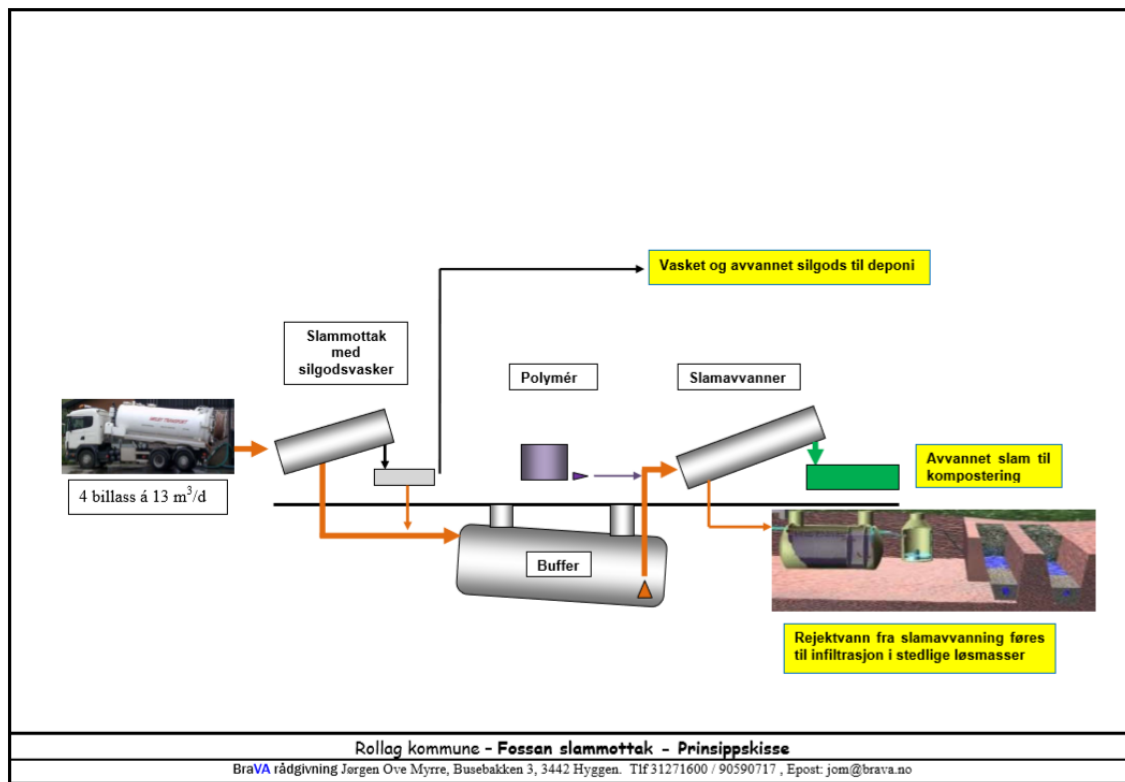 Vasket og avvannet silgods til deponi
Slammottak
med
silgodsvasker
Polymér
Slamavvanner
4 billass á 13 m³/d
Avvannet slam til
kompostering
Buffer
Rejektvann fra slamavvanning føres
til infiltrasjon i stedlige løsmasser
Rollag kommune – Fossan slammottak - Prinsippskisse
BraVA rådgivning Jørgen Ove Myrre, Busebakken 3, 3442 Hyggen. Tlf 31271600 / 90590717 , Epost: jom@brava.no